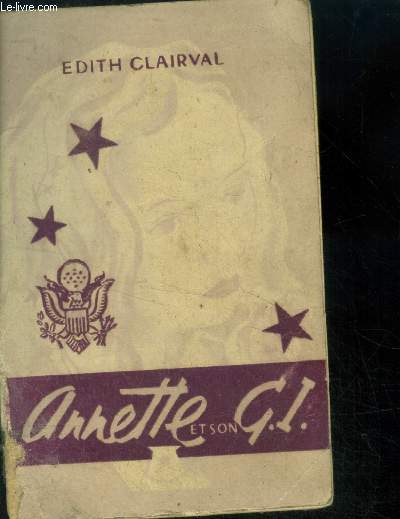 Le-livre.com
EDITH CLAIRVAL
Annette ET SON G.I.